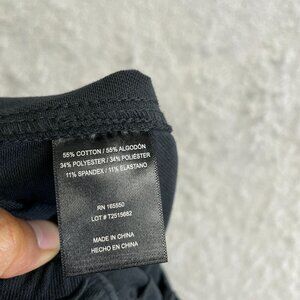 55% COTTON / 55% ALGODÓN
34% POLYESTER / 34% POLIÉSTER
11% SPANDEX / 11% ELASTANO
RN 165550
LOT # T2515682
MADE IN CHINA
HECHO EN CHINA